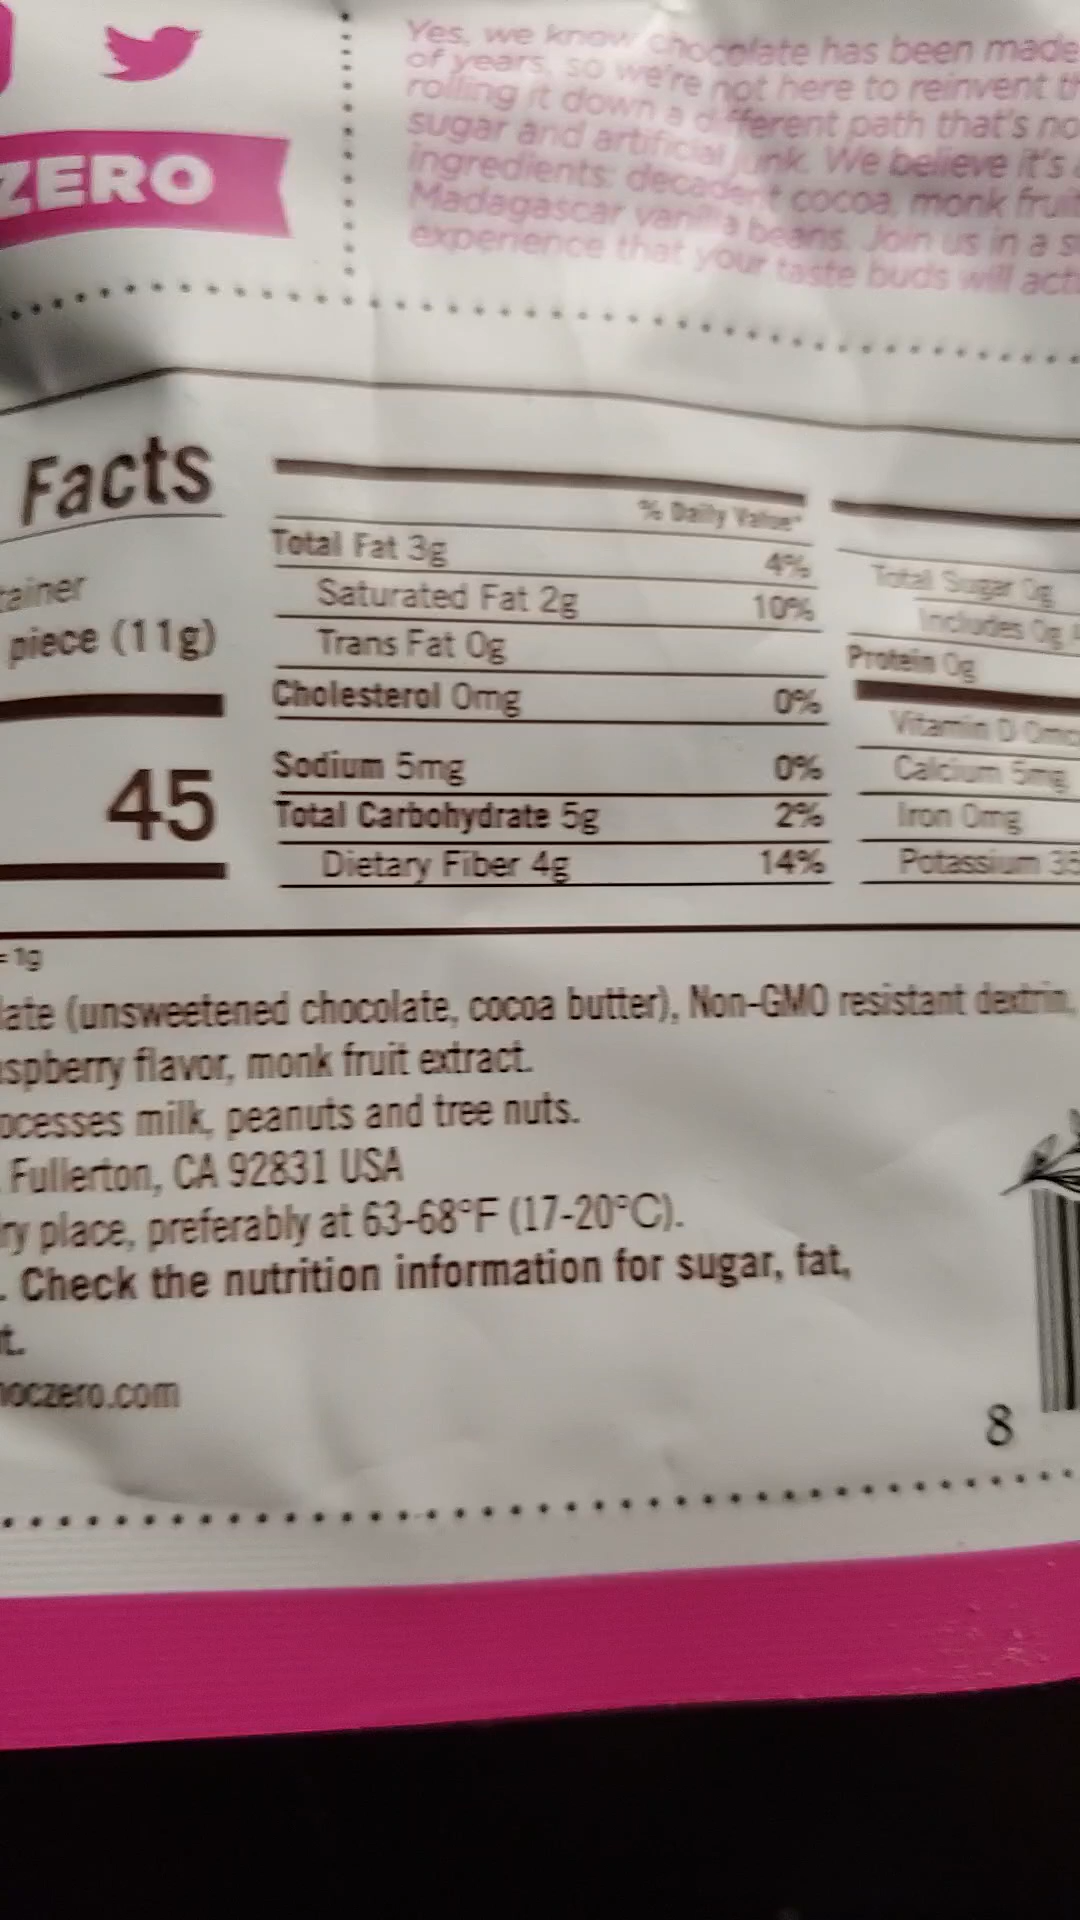 Yes, we know chocolate has been made
of years, so we're not here to reinvent th
rolling it down a different path that's no
sugar and artificial junk. We believe it's
ingredients: decadent cocoa, monk fruit
Madagascar vanilla beans. Join us in a s
experience that your taste buds will act
ZERO
Facts
tainer
piece (11g)
45
% Daily Value*
Total Fat 3g 4%
Saturated Fat 2g 10%
Trans Fat 0g
Cholesterol 0mg 0%
Sodium 5mg 0%
Total Carbohydrate 5g 2%
Dietary Fiber 4g 14%
Total Sugar 0g
Includes 0g A
Protein 0g
Vitamin D 0mc
Calcium 5mg
Iron 0mg
Potassium 35
=1g
late (unsweetened chocolate, cocoa butter), Non-GMO resistant dextrin,
spberry flavor, monk fruit extract.
ocesses milk, peanuts and tree nuts.
Fullerton, CA 92831 USA
ry place, preferably at 63-68°F (17-20°C).
. Check the nutrition information for sugar, fat,
t.
hoczero.com
8